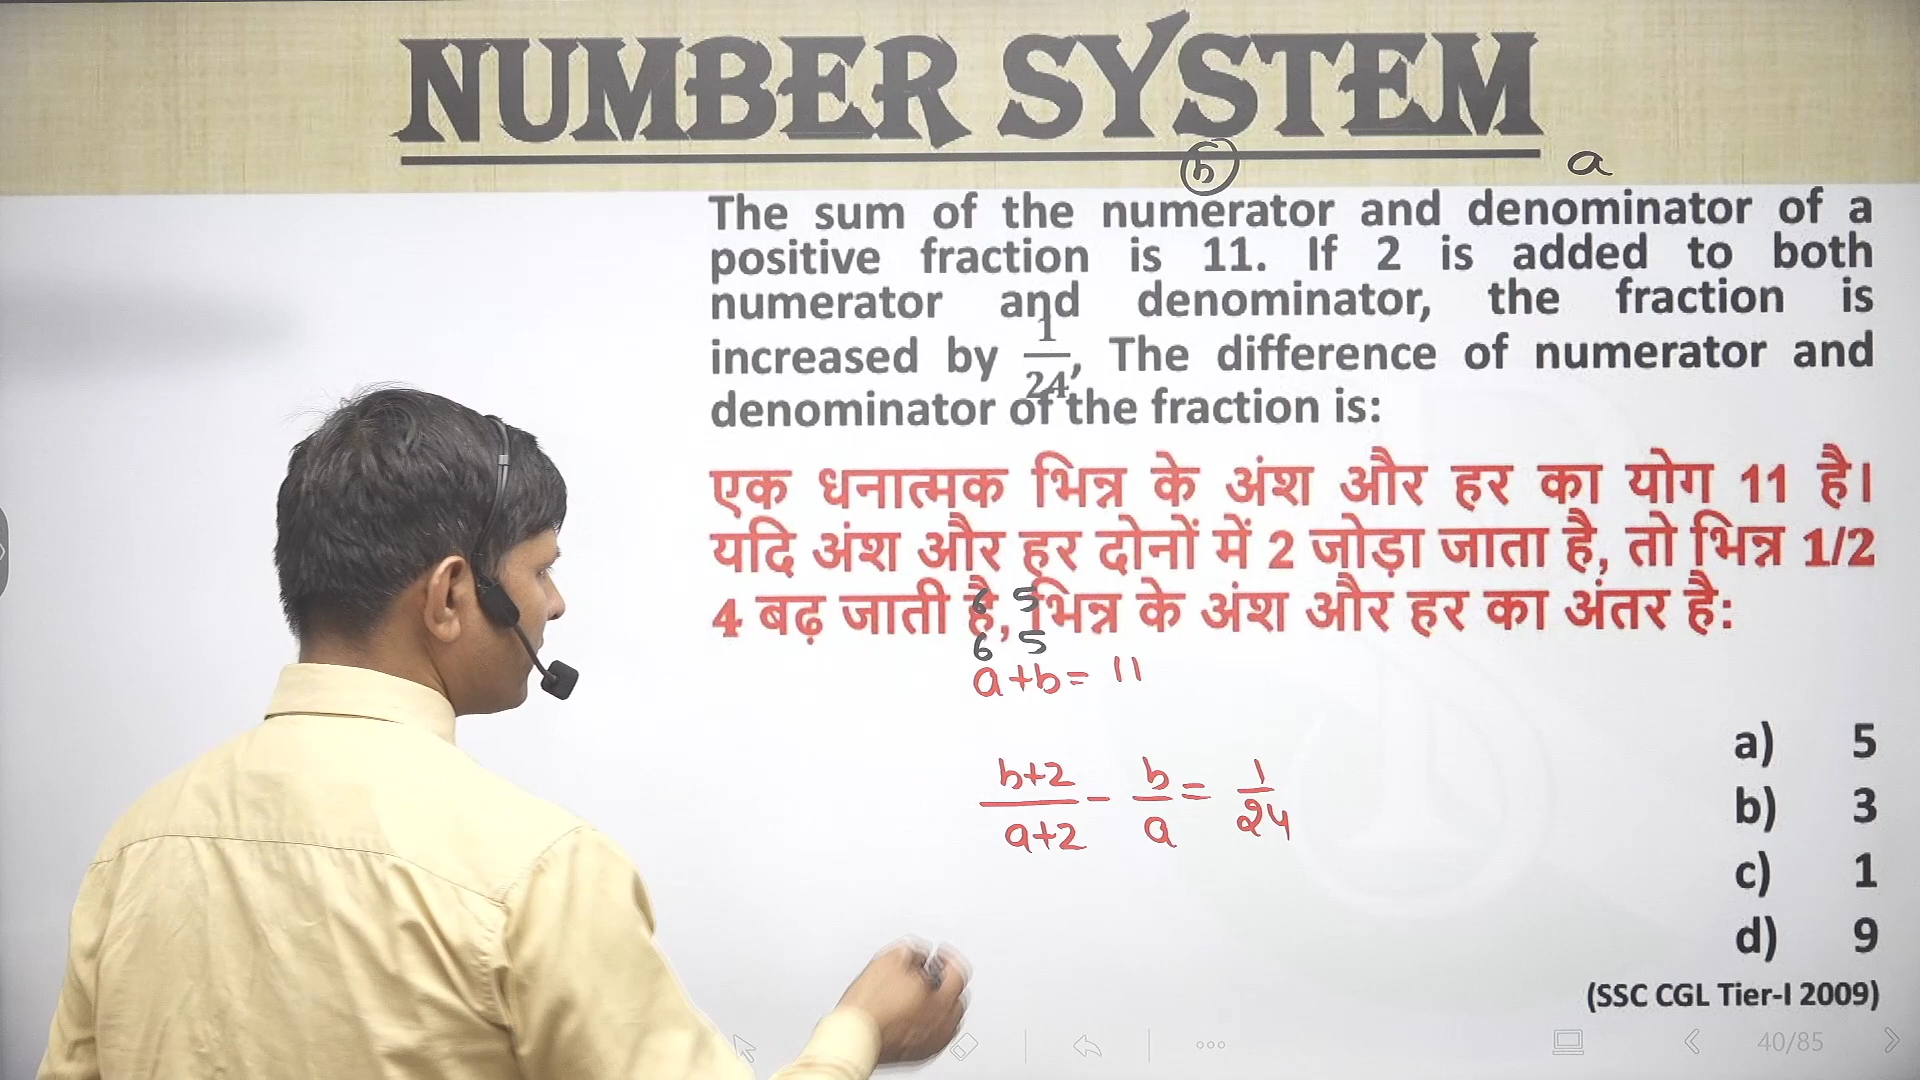 NUMBER SYSTEM
b a
The sum of the numerator and denominator of a
positive fraction is 11. If 2 is added to both
numerator and denominator, the fraction is
increased by 1/24, The difference of numerator and
denominator of the fraction is:
एक धनात्मक भिन्न के अंश और हर का योग 11 है।
यदि अंश और हर दोनों में 2 जोड़ा जाता है, तो भिन्न 1/2
4 बढ़ जाती है, भिन्न के अंश और हर का अंतर है:
6 5
6 5
a+b= 11
b+2/a+2 - b/a = 1/24
a) 5
b) 3
c) 1
d) 9
(SSC CGL Tier-I 2009)
40/85